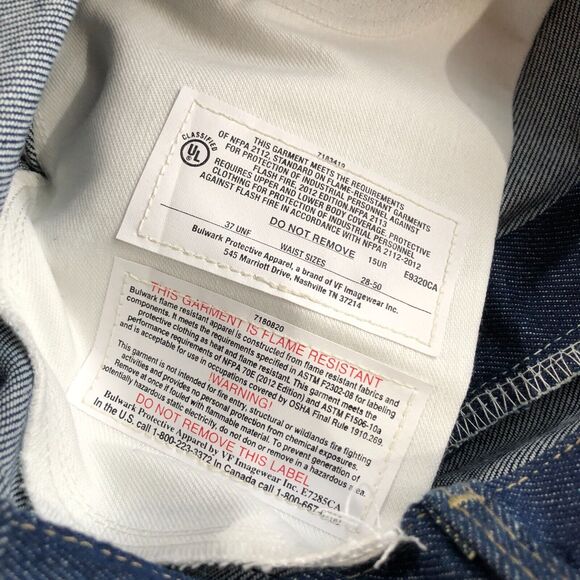 7183419
CLASSIFIED
UL
THIS GARMENT MEETS THE REQUIREMENTS
OF NFPA 2112, STANDARD ON FLAME-RESISTANT GARMENTS
FOR PROTECTION OF INDUSTRIAL PERSONNEL AGAINST
FLASH FIRE, 2012 EDITION. NFPA 2113
REQUIRES UPPER AND LOWER BODY COVERAGE. PROTECTIVE
CLOTHING FOR PROTECTION OF INDUSTRIAL PERSONNEL
AGAINST FLASH FIRE IN ACCORDANCE WITH NFPA 2112-2012
DO NOT REMOVE
37 UNF 15UR E9320CA
WAIST SIZES 28-50
Bulwark Protective Apparel, a brand of VF Imagewear Inc.
545 Marriott Drive, Nashville TN 37214
7180820
THIS GARMENT IS FLAME RESISTANT
Bulwark flame resistant apparel is constructed from flame resistant fabrics and
components. It meets the requirements specified in ASTM F2302-08 for labeling
protective clothing as heat and flame resistant. This garment meets the
performance requirements of NFPA 70E (2012 Edition) and ASTM F1506-10a
and is acceptable for use in occupations covered by OSHA Final Rule 1910.269.
WARNING!
This garment is not intended for fire entry, structural or wildlands fire fighting
activities and provides no personal protection from chemical exposures.
Remove at once if fouled with flammable material. To prevent generation of
potentially hazardous static electricity, do not don or remove in a hazardous area.
DO NOT REMOVE THIS LABEL
Bulwark Protective Apparel by VF Imagewear Inc. E7285CA
In the U.S. call 1-800-223-3372 In Canada call 1-800-667-